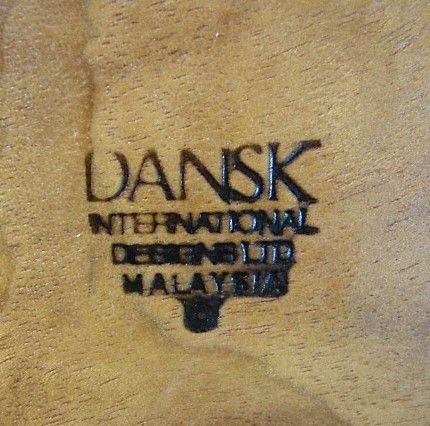 DANSK
INTERNATIONAL
DESIGNS LTD.
MALAYSIA
©